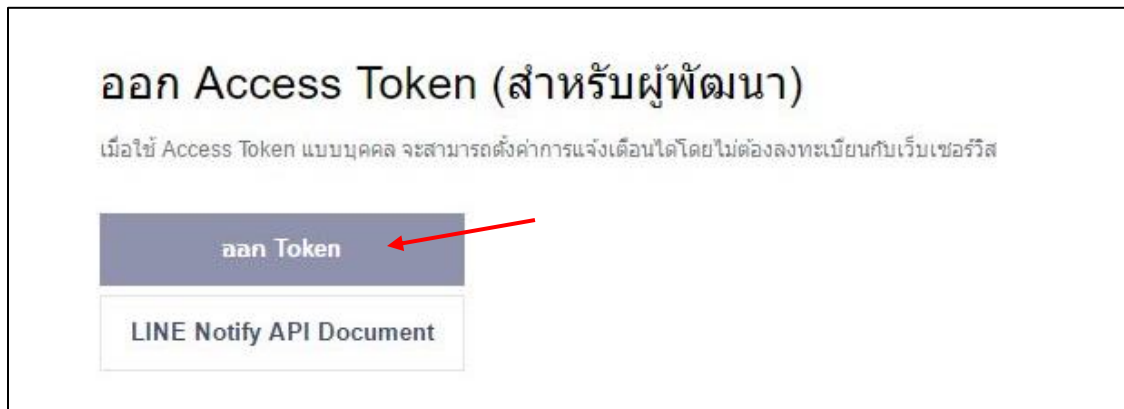 ออก Access Token (สำหรับผู้พัฒนา)
เมื่อใช้ Access Token แบบบุคคล จะสามารถตั้งค่าการแจ้งเตือนได้โดยไม่ต้องลงทะเบียนกับเว็บเซอร์วิส
ออก Token
LINE Notify API Document